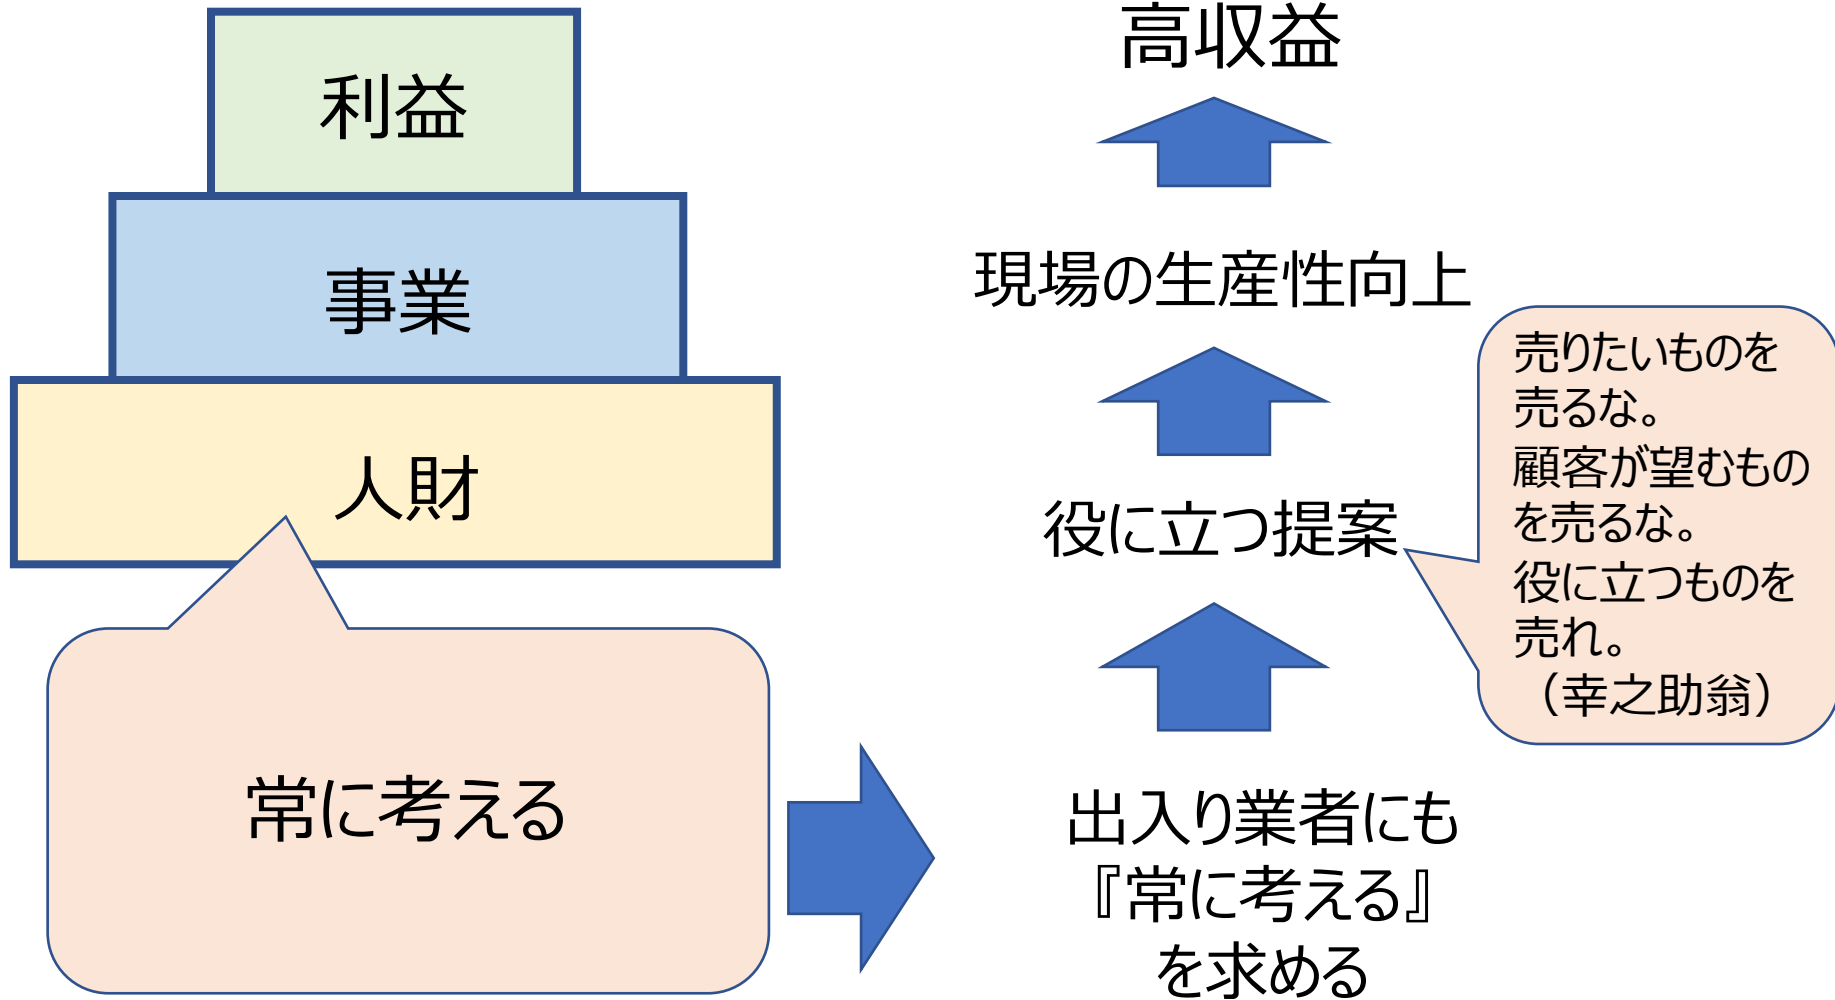 利益
事業
人財
常に考える
高収益
現場の生産性向上
役に立つ提案
出入り業者にも
『常に考える』
を求める
売りたいものを
売るな。
顧客が望むもの
を売るな。
役に立つものを
売れ。
（幸之助翁）